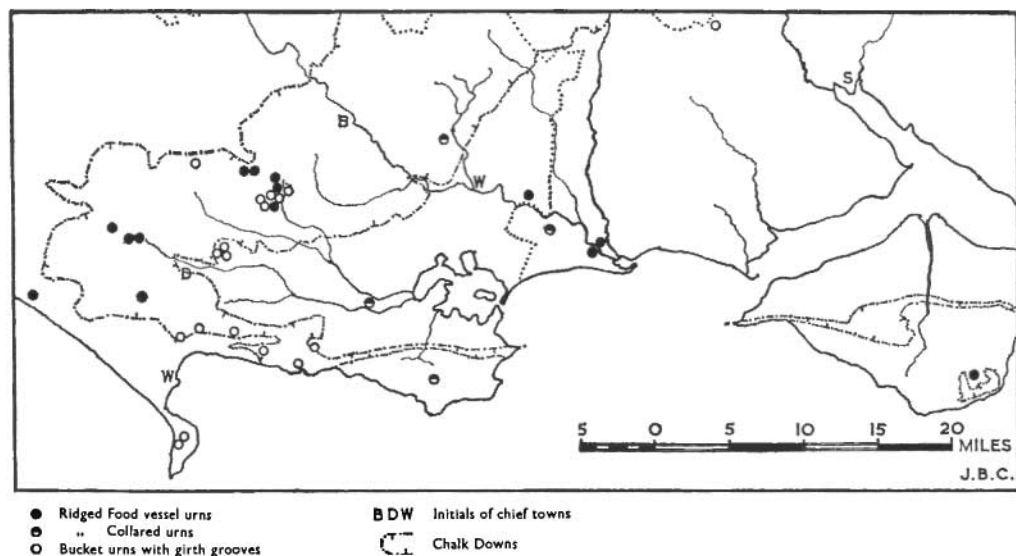 S
B
W
B
W
5 0 5 10 15 20
MILES
J.B.C.
Ridged Food vessel urns
,, Collared urns
Bucket urns with girth grooves
B D W Initials of chief towns
Chalk Downs